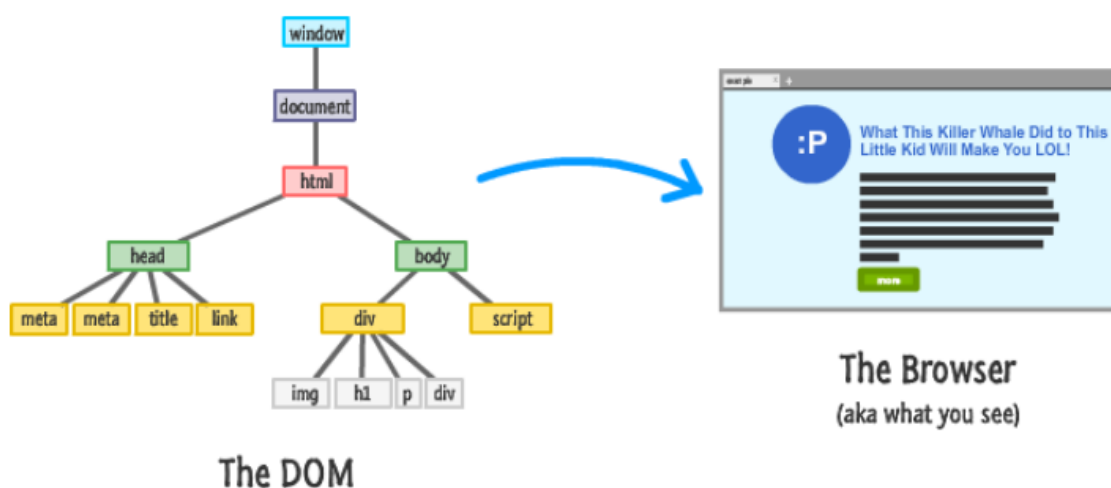 window
document
html
head
body
meta meta title link
div
script
img h1 p div
The DOM
:P
What This Killer Whale Did to This
Little Kid Will Make You LOL!
more
The Browser
(aka what you see)